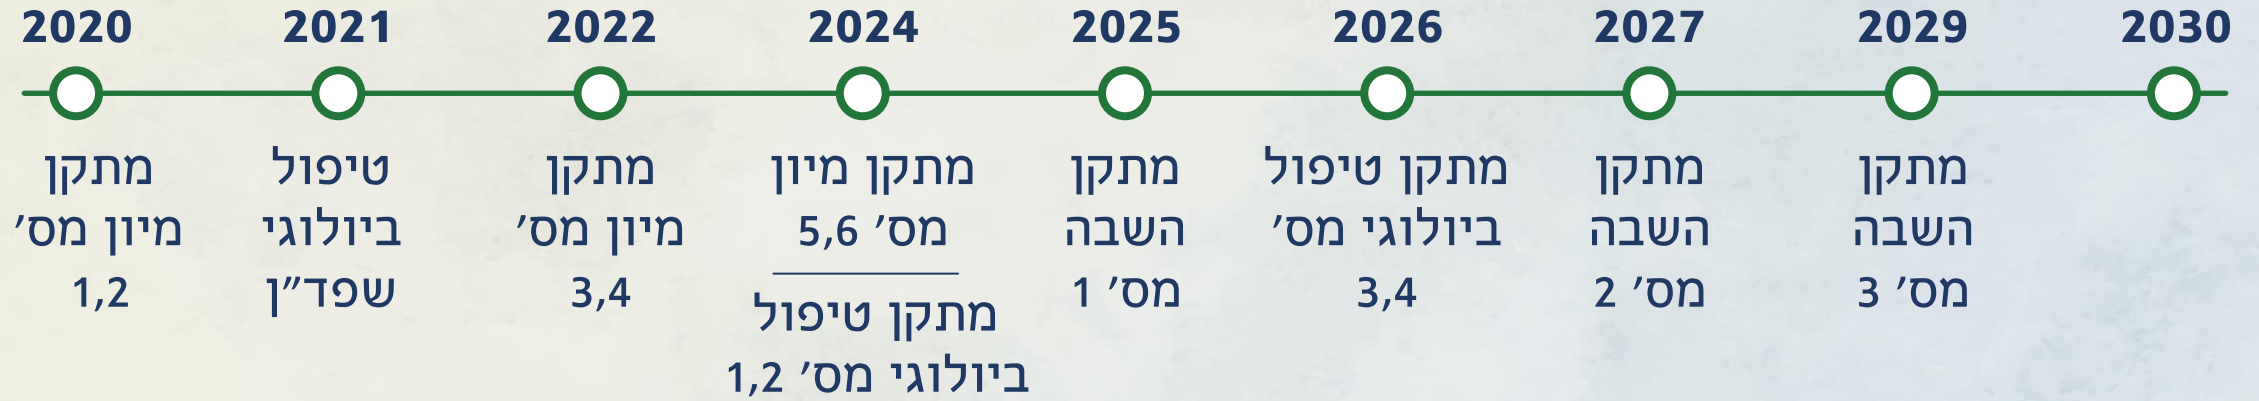 2020
2021
2022
2024
2025
2026
2027
2029
2030
מתקן
מיון מס׳
1,2
טיפול
ביולוגי
שפד״ן
מתקן
מיון מס׳
3,4
מתקן מיון
מס׳ 5,6
מתקן טיפול
ביולוגי מס׳ 1,2
מתקן
השבה
מס׳ 1
מתקן טיפול
ביולוגי מס׳
3,4
מתקן
השבה
מס׳ 2
מתקן
השבה
מס׳ 3